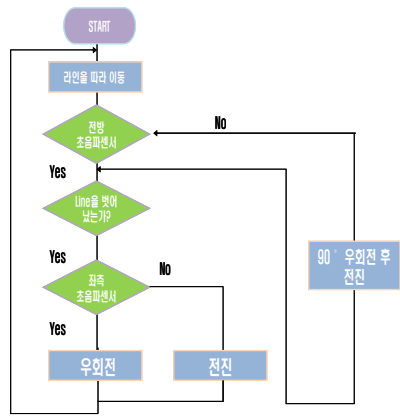 START
라인을 따라 이동
전방
초음파센서
No
Yes
Line을 벗어
났는가?
90° 우회전 후
전진
Yes
좌측
초음파센서
No
Yes
우회전
전진